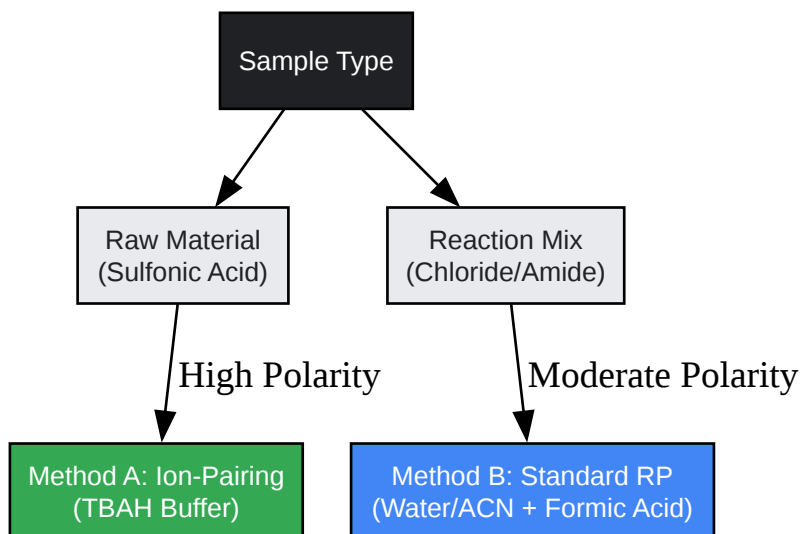 Sample Type
Raw Material
(Sulfonic Acid)
Reaction Mix
(Chloride/Amide)
High Polarity
Moderate Polarity
Method A: Ion-Pairing
(TBAH Buffer)
Method B: Standard RP
(Water/ACN + Formic Acid)